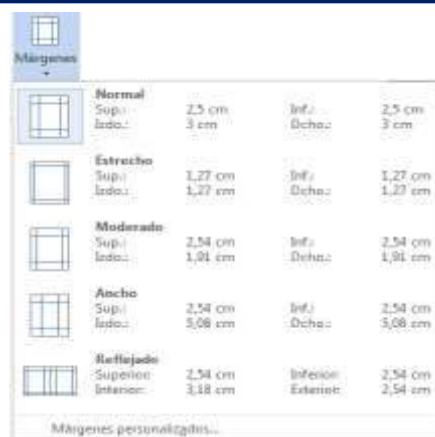 Márgenes
Normal
Sup.: 2,5 cm Inf.: 2,5 cm
Izdo.: 3 cm Dcho.: 3 cm
Estrecho
Sup.: 1,27 cm Inf.: 1,27 cm
Izdo.: 1,27 cm Dcho.: 1,27 cm
Moderado
Sup.: 2,54 cm Inf.: 2,54 cm
Izdo.: 1,91 cm Dcho.: 1,91 cm
Ancho
Sup.: 2,54 cm Inf.: 2,54 cm
Izdo.: 5,08 cm Dcho.: 5,08 cm
Reflejado
Superior: 2,54 cm Inferior: 2,54 cm
Interior: 3,18 cm Exterior: 2,54 cm
Márgenes personalizados...